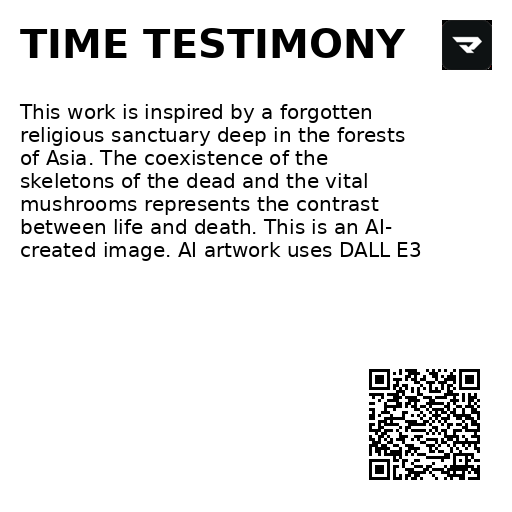 TIME TESTIMONY
This work is inspired by a forgotten
religious sanctuary deep in the forests
of Asia. The coexistence of the
skeletons of the dead and the vital
mushrooms represents the contrast
between life and death. This is an AI-
created image. AI artwork uses DALL E3